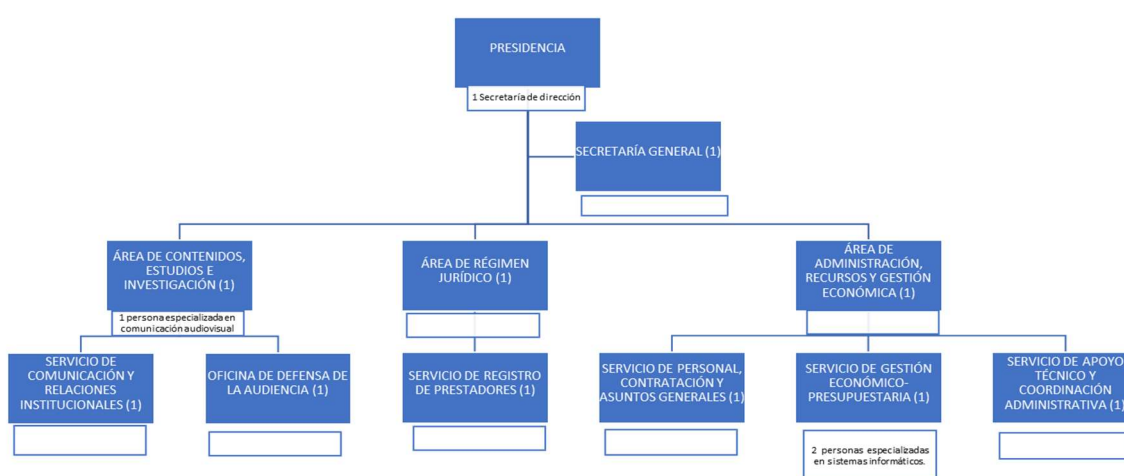 PRESIDENCIA
1 Secretaría de dirección
SECRETARÍA GENERAL (1)
ÁREA DE CONTENIDOS,
ESTUDIOS E
INVESTIGACIÓN (1)
1 persona especializada en
comunicación audiovisual
ÁREA DE RÉGIMEN
JURÍDICO (1)
ÁREA DE
ADMINISTRACIÓN,
RECURSOS Y GESTIÓN
ECONÓMICA (1)
SERVICIO DE
COMUNICACIÓN Y
RELACIONES
INSTITUCIONALES (1)
OFICINA DE DEFENSA DE
LA AUDIENCIA (1)
SERVICIO DE REGISTRO
DE PRESTADORES (1)
SERVICIO DE PERSONAL,
CONTRATACIÓN Y
ASUNTOS GENERALES (1)
SERVICIO DE GESTIÓN
ECONÓMICO-
PRESUPUESTARIA (1)
2 personas especializadas
en sistemas informáticos.
SERVICIO DE APOYO
TÉCNICO Y
COORDINACIÓN
ADMINISTRATIVA (1)